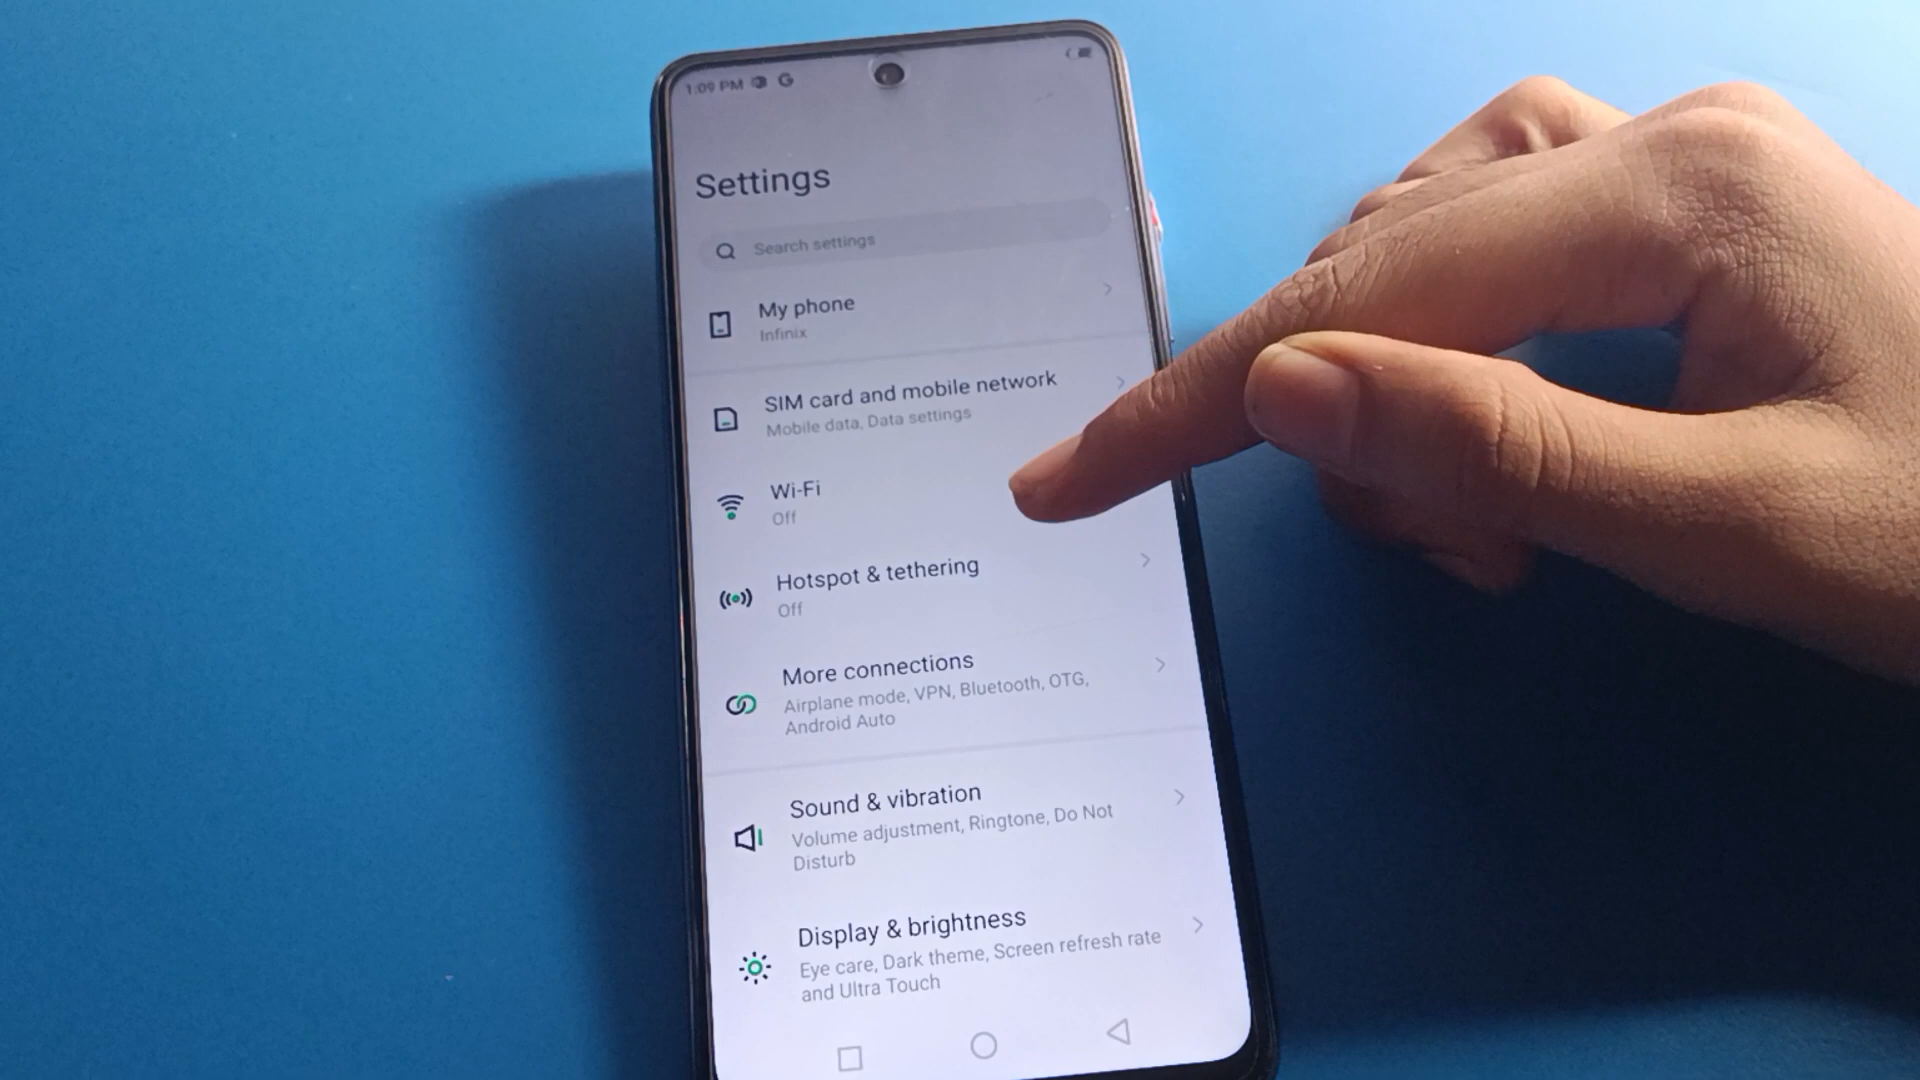 1:09 PM G
Settings
Search settings
My phone
Infinix
SIM card and mobile network
Mobile data, Data settings
Wi-Fi
Off
Hotspot & tethering
Off
More connections
Airplane mode, VPN, Bluetooth, OTG,
Android Auto
Sound & vibration
Volume adjustment, Ringtone, Do Not
Disturb
Display & brightness
Eye care, Dark theme, Screen refresh rate
and Ultra Touch